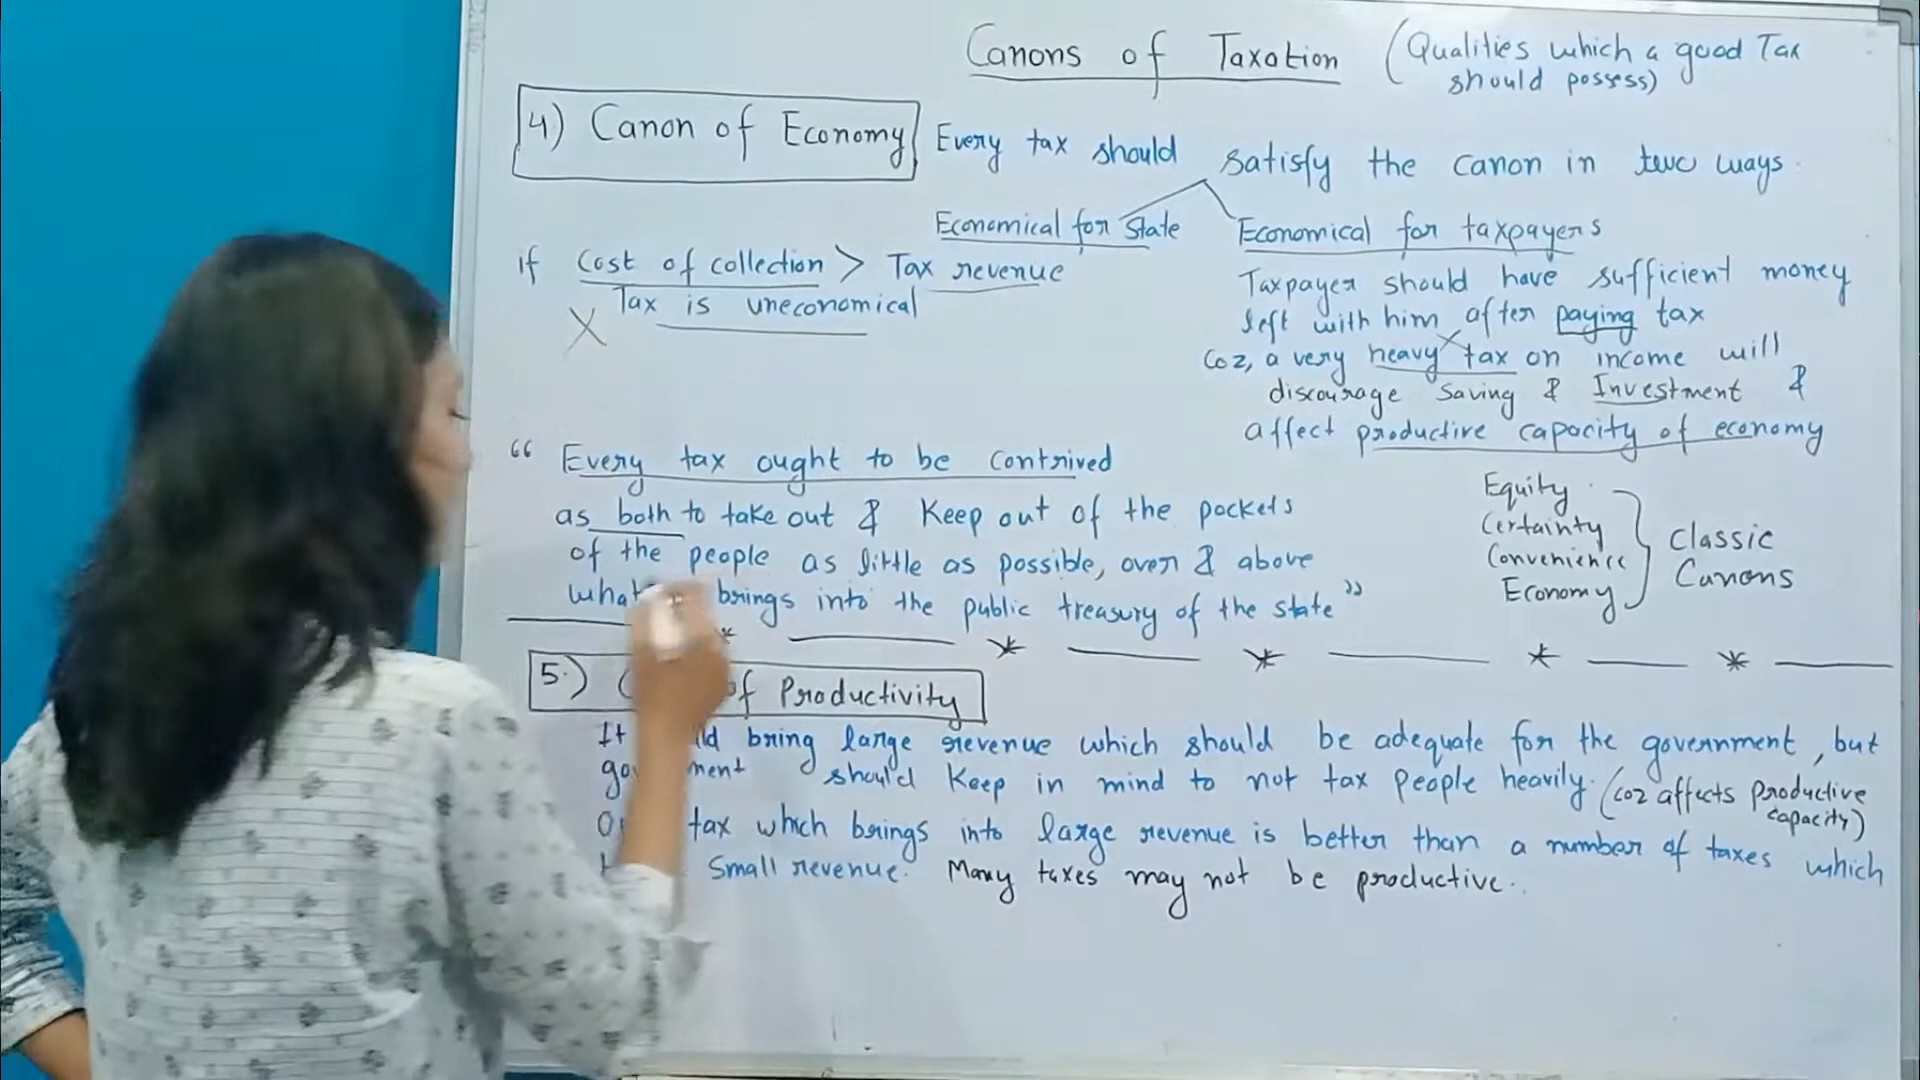 Canons of Taxation (Qualities which a good Tax
should possess)
4) Canon of Economy
Every tax should satisfy the canon in two ways.
Economical for State
Economical for taxpayers
if Cost of collection > Tax revenue
Tax is uneconomical
X
Taxpayer should have sufficient money
left with him after paying tax
Coz, a very heavy tax on income will
discourage Saving & Investment &
affect productive capacity of economy
“ Every tax ought to be contrived
as both to take out & Keep out of the pockets
of the people as little as possible, over & above
what brings into the public treasury of the state ”
Equity
Certainty
Convenience
Economy
Classic
Canons
5.) of Productivity
It bring large revenue which should be adequate for the government, but
should Keep in mind to not tax people heavily. (coz affects productive
capacity)
tax which brings into large revenue is better than a number of taxes which
Small revenue. Many taxes may not be productive.